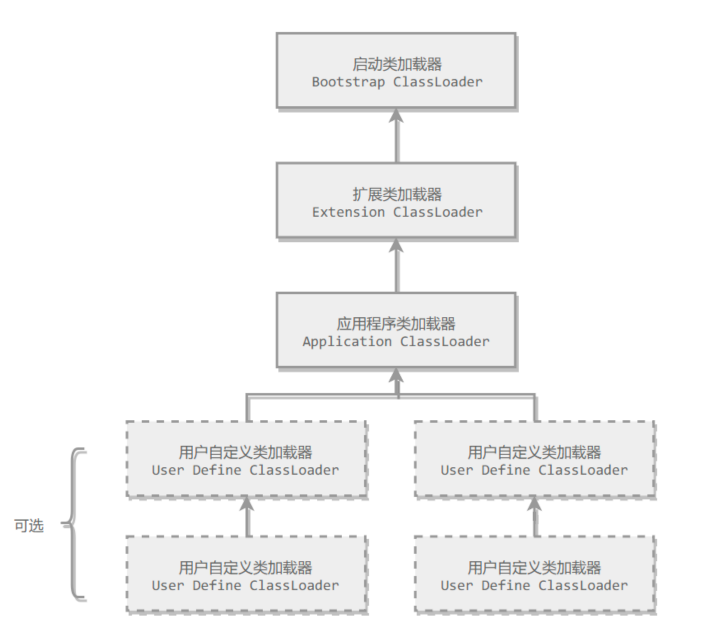 启动类加载器
Bootstrap ClassLoader
扩展类加载器
Extension ClassLoader
应用程序类加载器
Application ClassLoader
用户自定义类加载器
User Define ClassLoader
用户自定义类加载器
User Define ClassLoader
可选
用户自定义类加载器
User Define ClassLoader
用户自定义类加载器
User Define ClassLoader